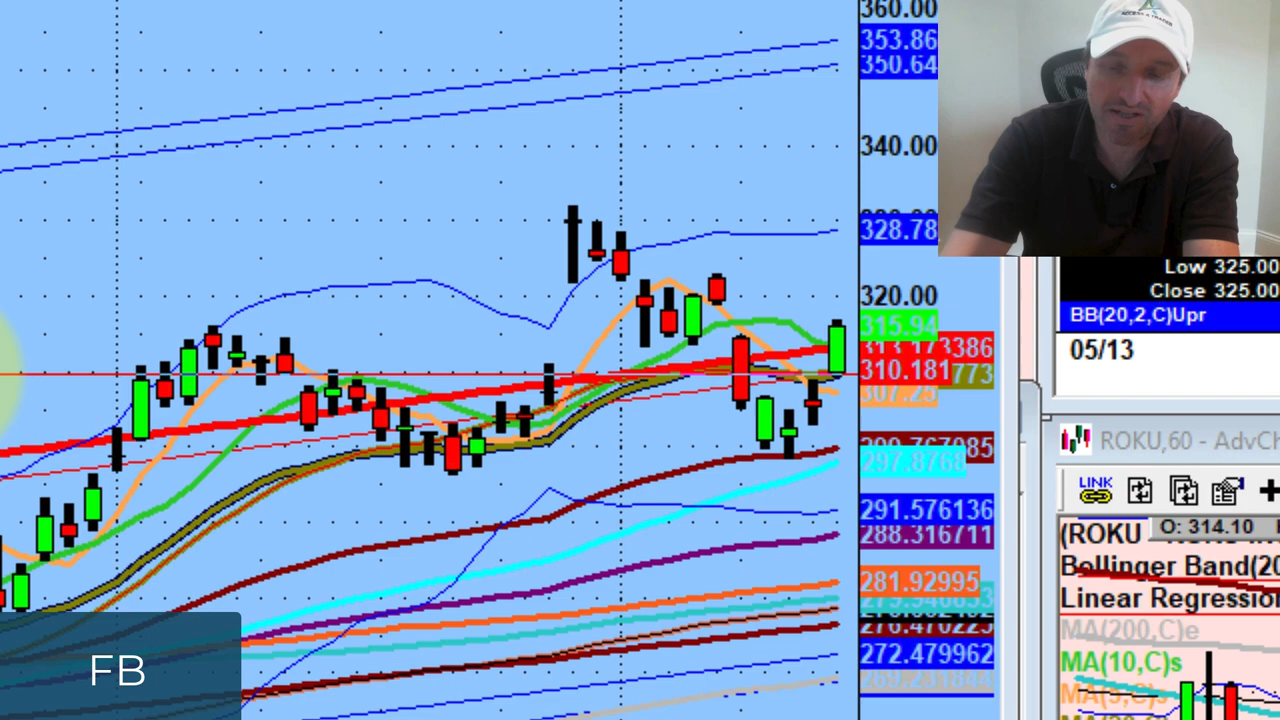 360.00
353.86
350.64
340.00
328.78
320.00
315.94
310.181
307.25
297.8768
291.576136
288.316711
281.92995
272.479962
Low 325.00
Close 325.00
BB(20,2,C)Upr
05/13
ROKU,60 - AdvCh
LINK
(ROKU
O: 314.10
Bollinger Band(20
Linear Regression
MA(200,C)e
MA(10,C)s
FB